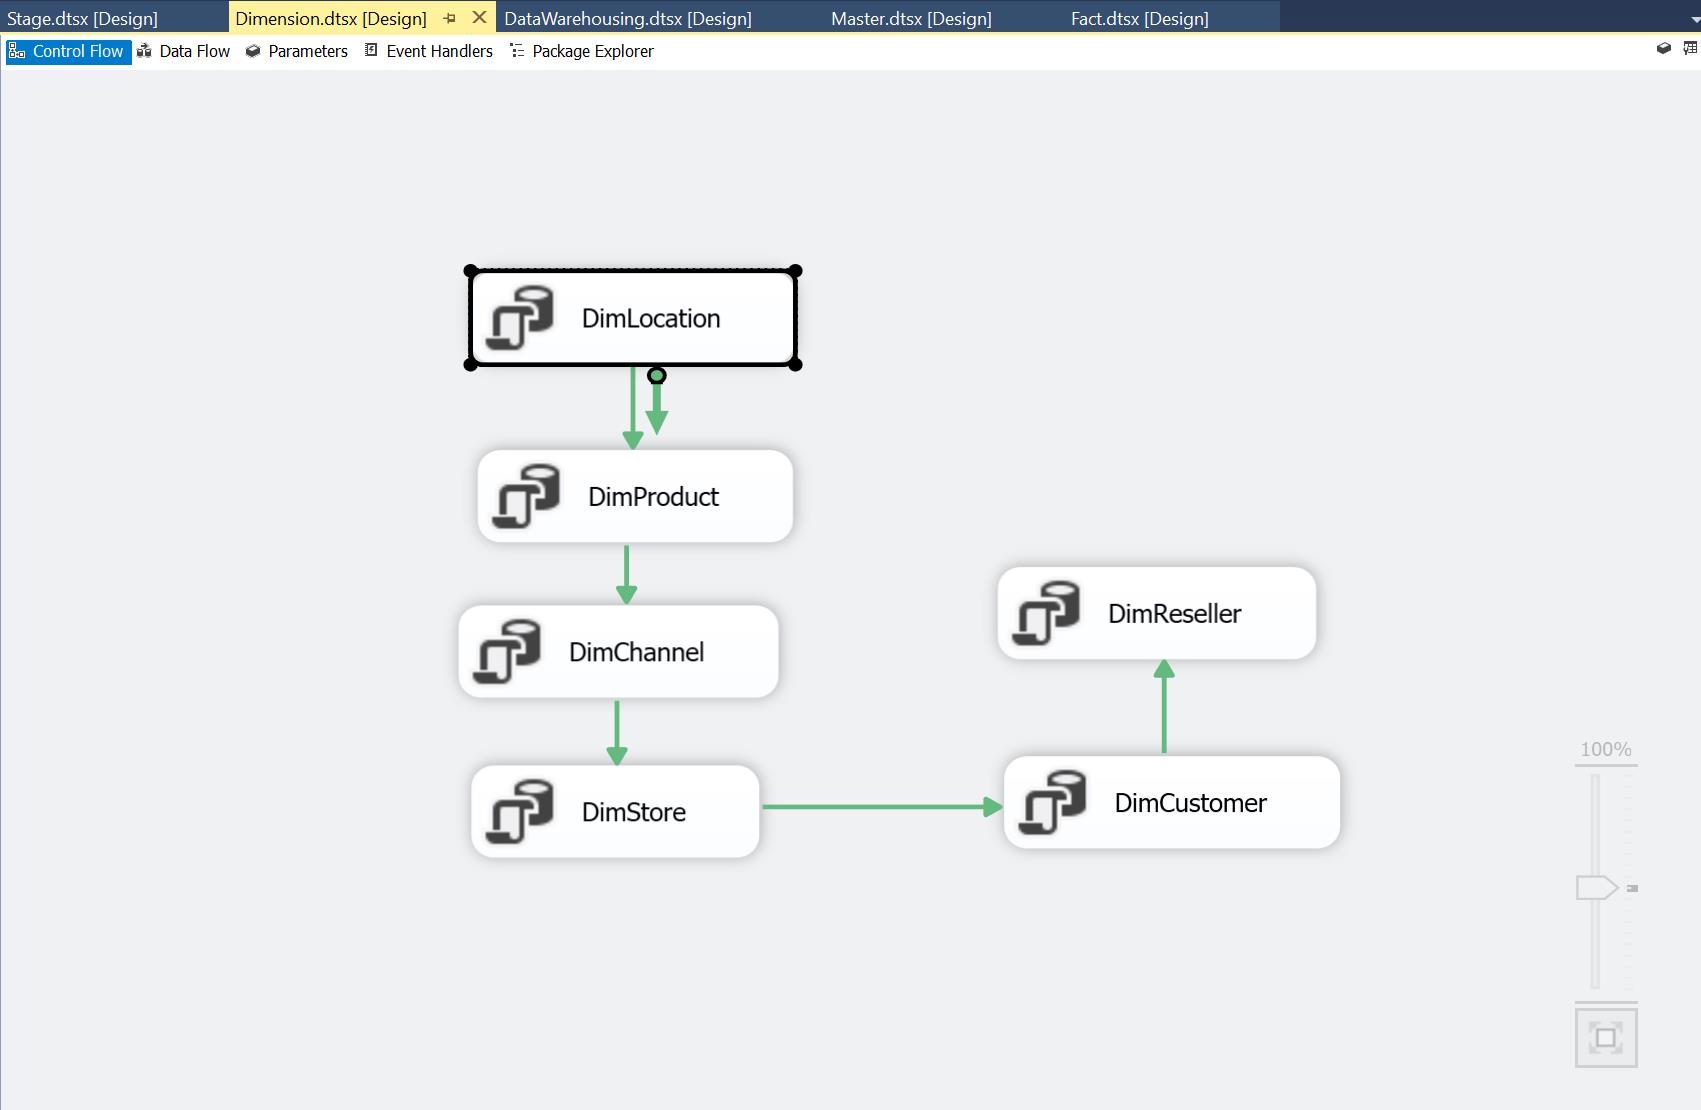 Stage.dtsx [Design] Dimension.dtsx [Design] DataWarehousing.dtsx [Design] Master.dtsx [Design] Fact.dtsx [Design]
Control Flow Data Flow Parameters Event Handlers Package Explorer
DimLocation
DimProduct
DimChannel
DimStore
DimCustomer
DimReseller
100%